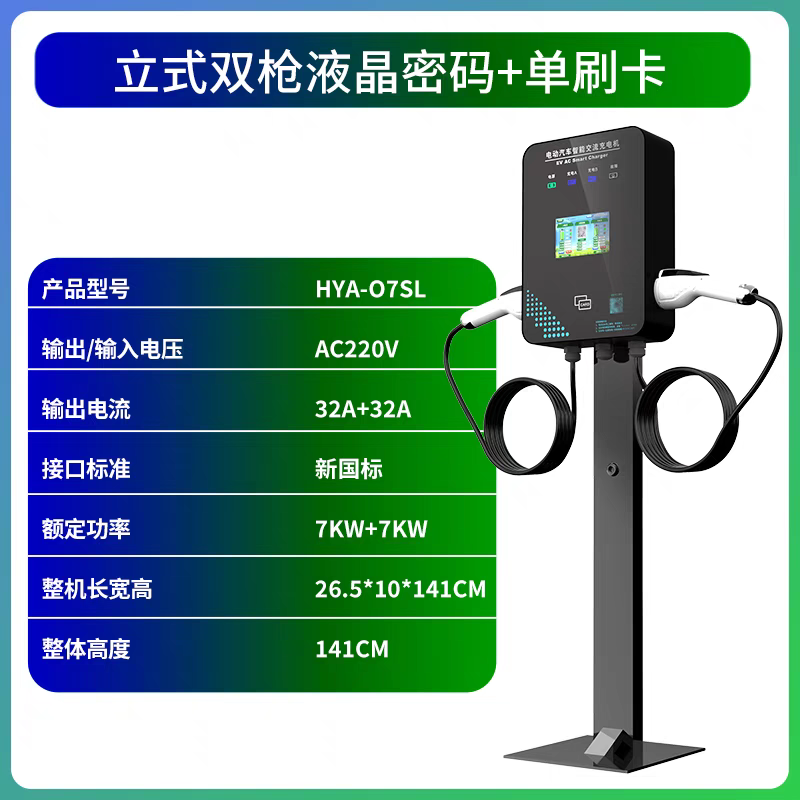 立式双枪液晶密码+单刷卡
电动汽车智能交流充电机
EV AC Smart Charger
电源 充电A 充电B 故障
产品型号 HYA-O7SL
输出/输入电压 AC220V
输出电流 32A+32A
接口标准 新国标
额定功率 7KW+7KW
整机长宽高 26.5*10*141CM
整体高度 141CM